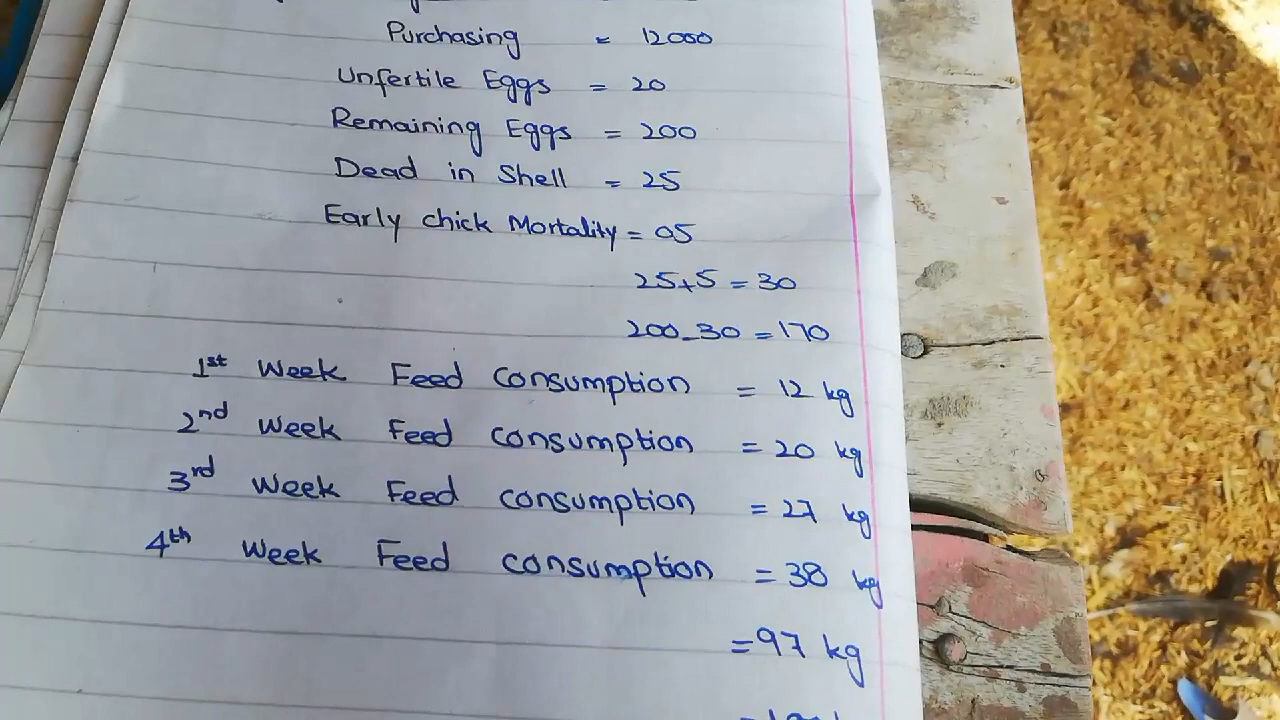 Purchasing = 12000
Unfertile Eggs = 20
Remaining Eggs = 200
Dead in Shell = 25
Early chick Mortality = 05
25+5 = 30
200-30 = 170
1st Week Feed Consumption = 12 kg
2nd Week Feed Consumption = 20 kg
3rd Week Feed Consumption = 27 kg
4th Week Feed Consumption = 38 kg
= 97 kg